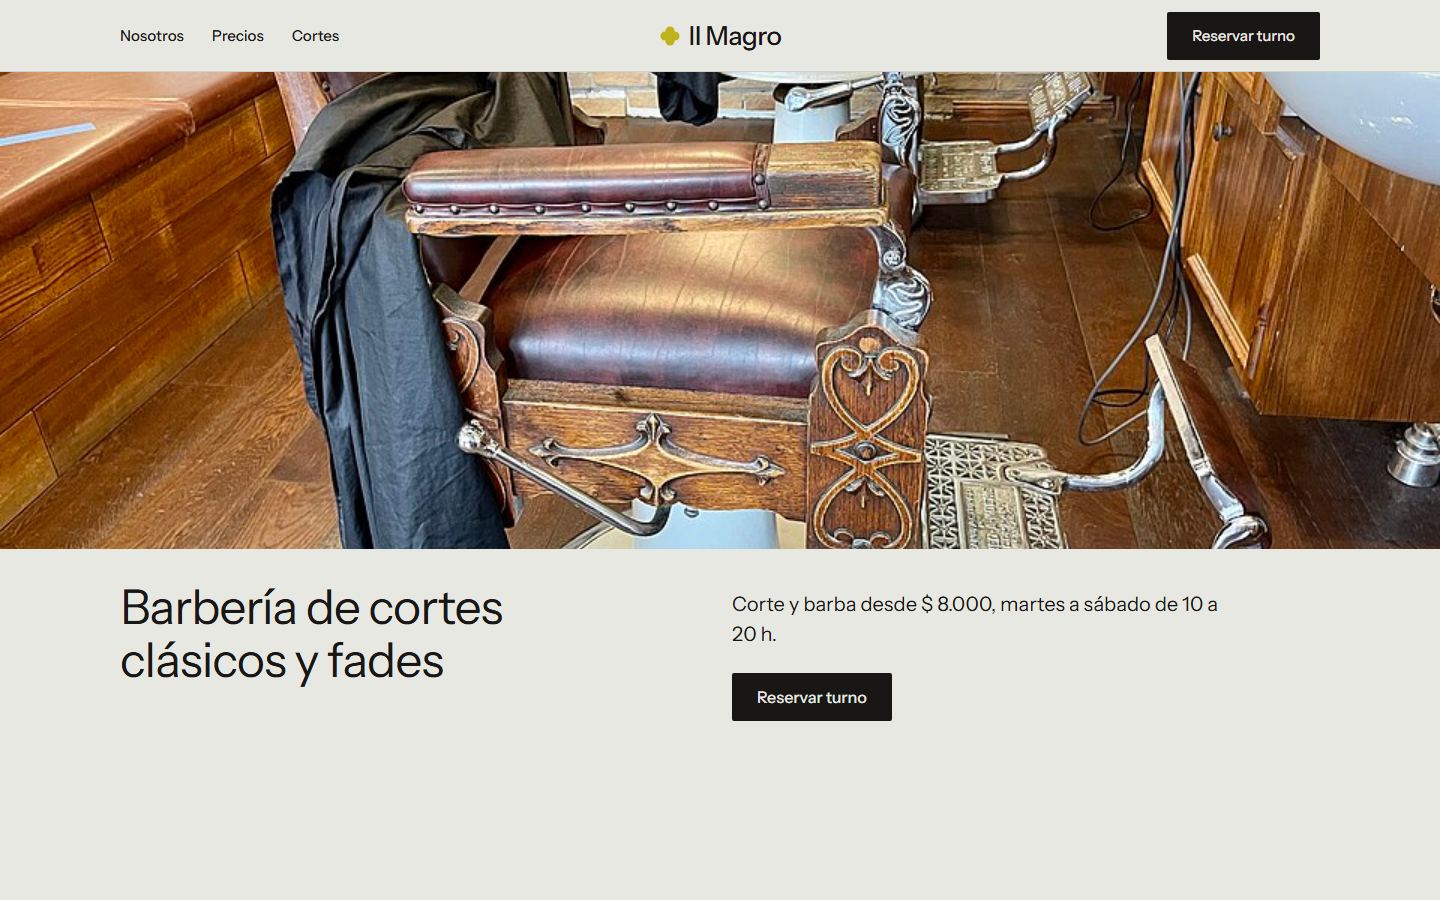 Nosotros
Precios
Cortes
Il Magro
Reservar turno
Barbería de cortes
clásicos y fades
Corte y barba desde $ 8.000, martes a sábado de 10 a
20 h.
Reservar turno